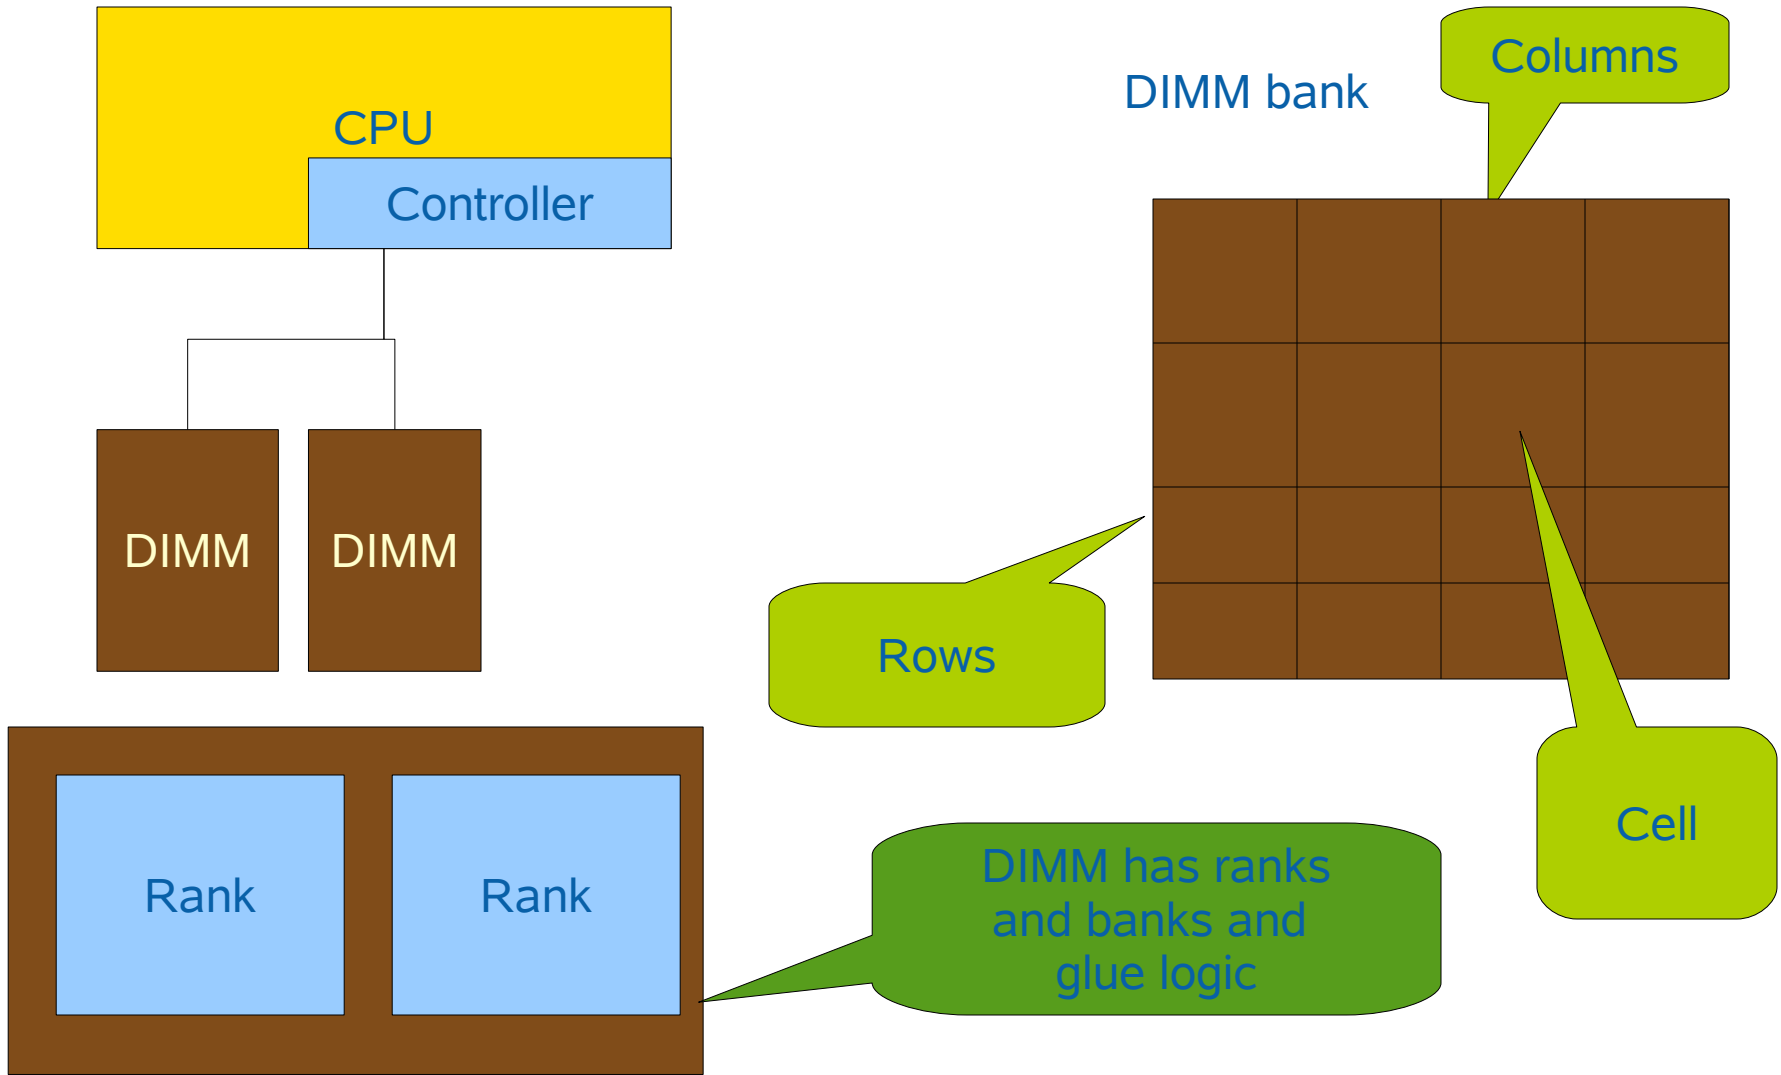 CPU
Controller
DIMM
DIMM
Rank
Rank
DIMM bank
Columns
Rows
Cell
DIMM has ranks
and banks and
glue logic